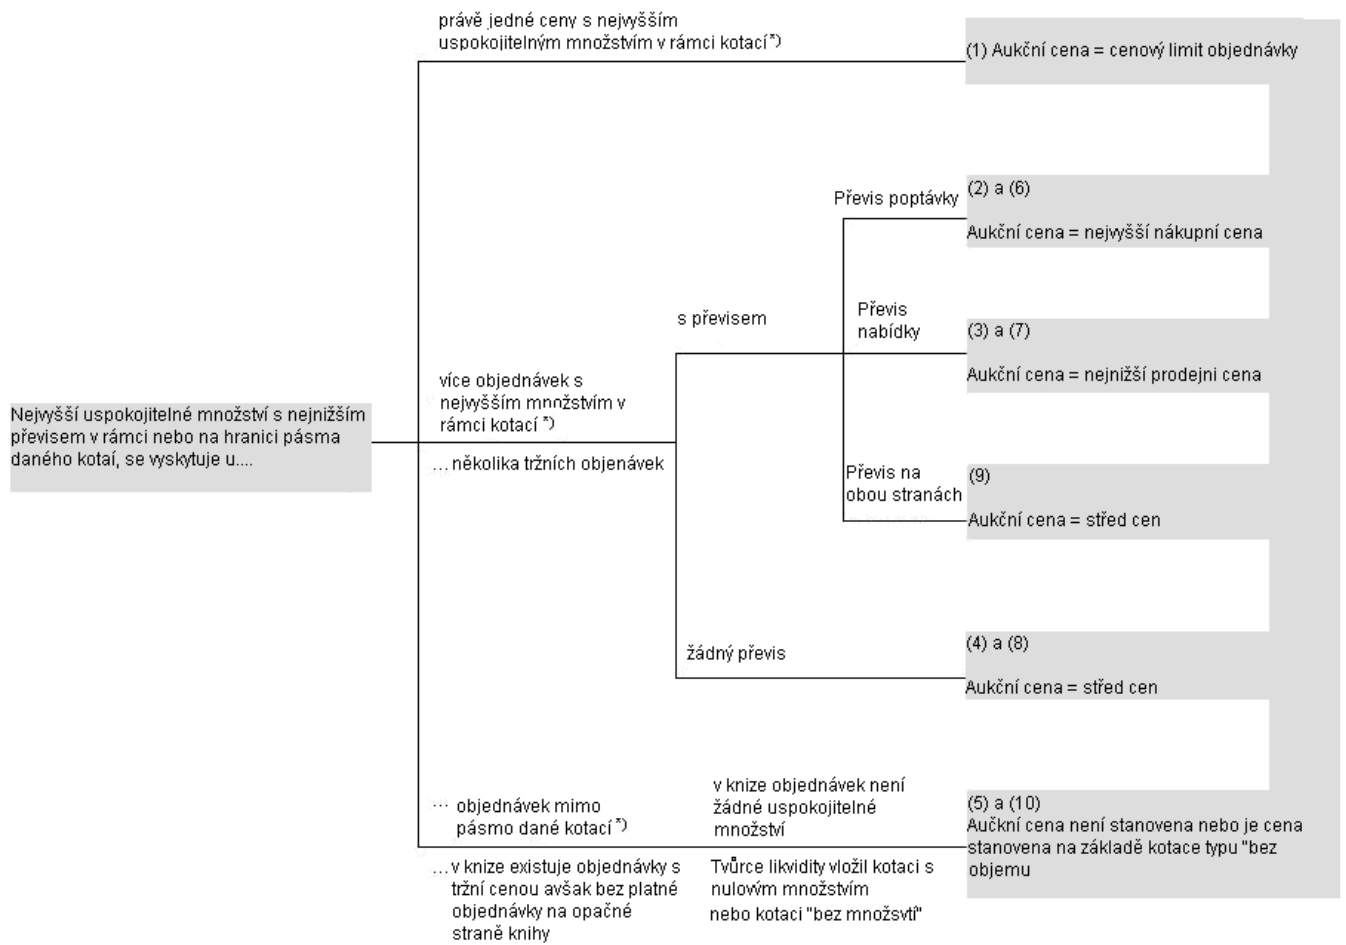 právě jedné ceny s nejvyšším
uspokojitelným množstvím v rámci kotací*)
(1) Aukční cena = cenový limit objednávky
Převis poptávky
(2) a (6)
Aukční cena = nejvyšší nákupní cena
s převisem
Převis
nabídky
(3) a (7)
Aukční cena = nejnižší prodejni cena
více objednávek s
nejvyšším množstvím v
rámci kotací *)
... několika tržních objenávek
Nejvyšší uspokojitelné množství s nejnižším
převisem v rámci nebo na hranici pásma
daného kotaí, se vyskytuje u....
Převis na
obou stranách
(9)
Aukční cena = střed cen
žádný převis
(4) a (8)
Aukční cena = střed cen
... objednávek mimo
pásmo dané kotací *)
v knize objednávek není
žádné uspokojitelné
množství
(5) a (10)
Aučkní cena není stanovena nebo je cena
stanovena na základě kotace typu "bez
objemu
... v knize existuje objednávky s
tržní cenou avšak bez platné
objednávky na opačné
straně knihy
Tvůrce likvidity vložil kotaci s
nulovým množstvím
nebo kotaci "bez množsvtí"